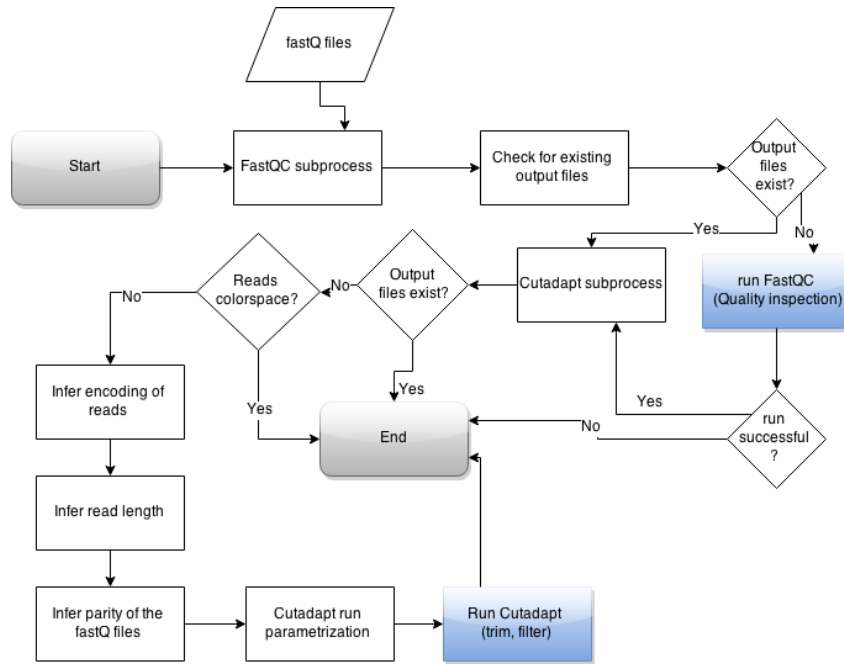 fastQ files
Start
FastQC subprocess
Check for existing
output files
Output
files
exist?
Yes
No
run FastQC
(Quality inspection)
Cutadapt subprocess
Output
files exist?
No
Reads
colorspace?
No
Yes
Yes
Yes
run
successful
?
No
End
Infer encoding of
reads
Infer read length
Infer parity of the
fastQ files
Cutadapt run
parametrization
Run Cutadapt
(trim, filter)